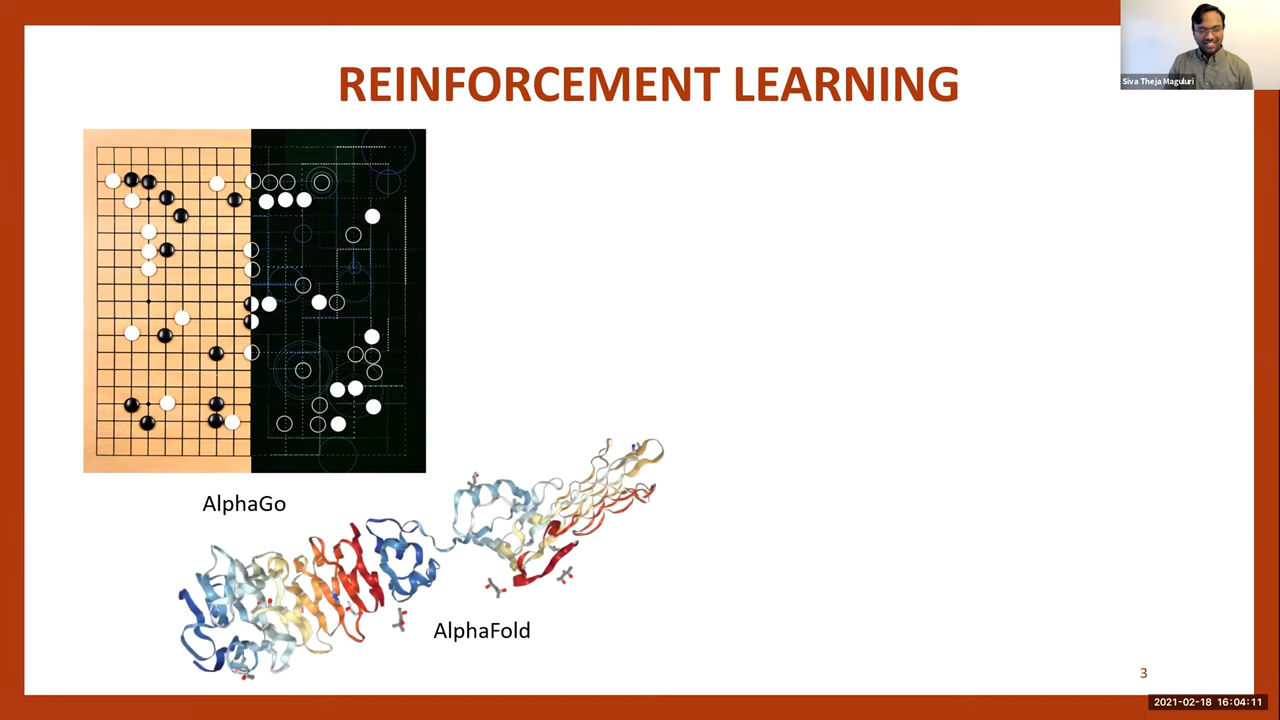 REINFORCEMENT LEARNING
Siva Theja Maguluri
AlphaGo
AlphaFold
3
2021-02-18 16:04:11